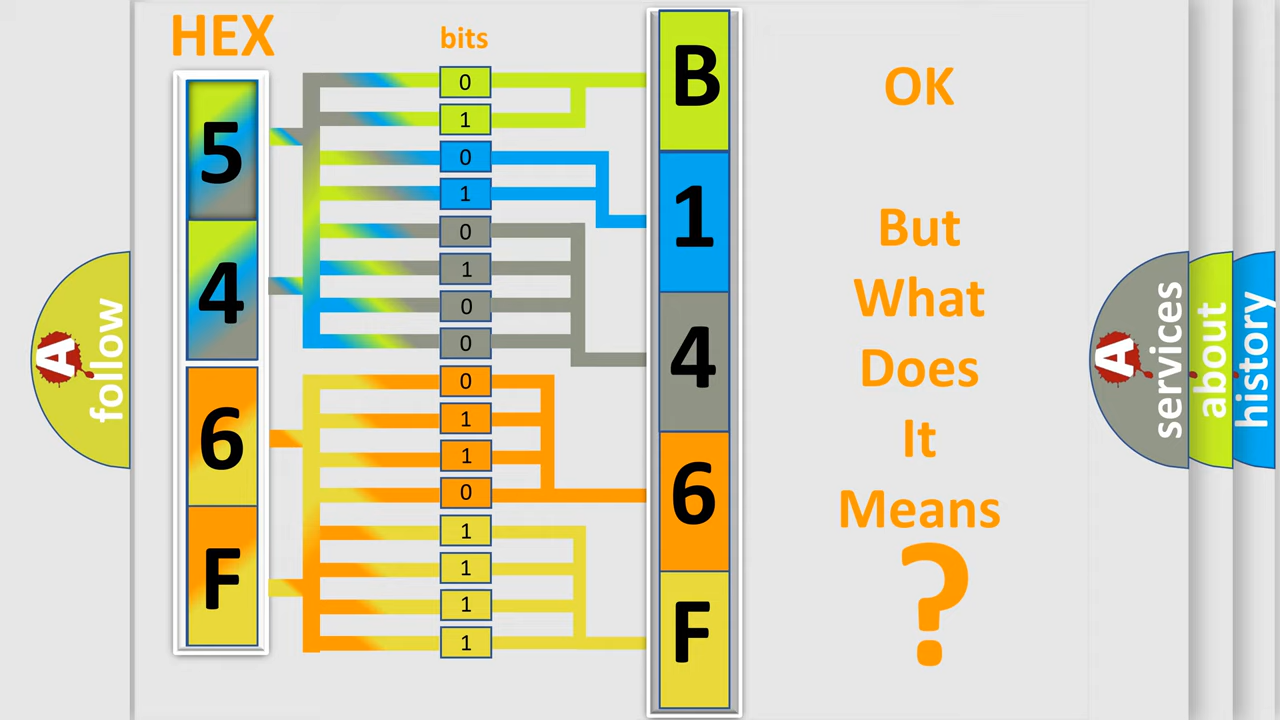 HEX
bits
5
4
6
F
0
1
0
1
0
1
0
0
0
1
1
0
1
1
1
1
B
1
4
6
F
OK
But
What
Does
It
Means
?
A
follow
A
services
about
history